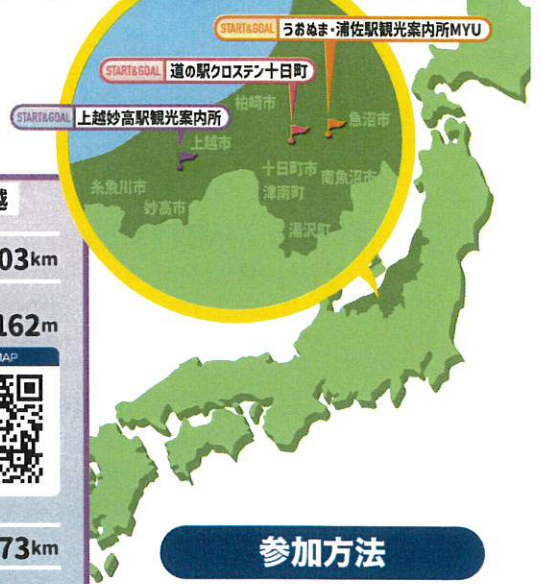 START&GOAL うおぬま・浦佐駅観光案内所MYU
START&GOAL 道の駅クロステン十日町
柏崎市
START&GOAL 上越妙高駅観光案内所
魚沼市
上越市
十日町市
南魚沼市
糸魚川市
津南町
妙高市
湯沢町
越
03km
162m
MAP
73km
参加方法